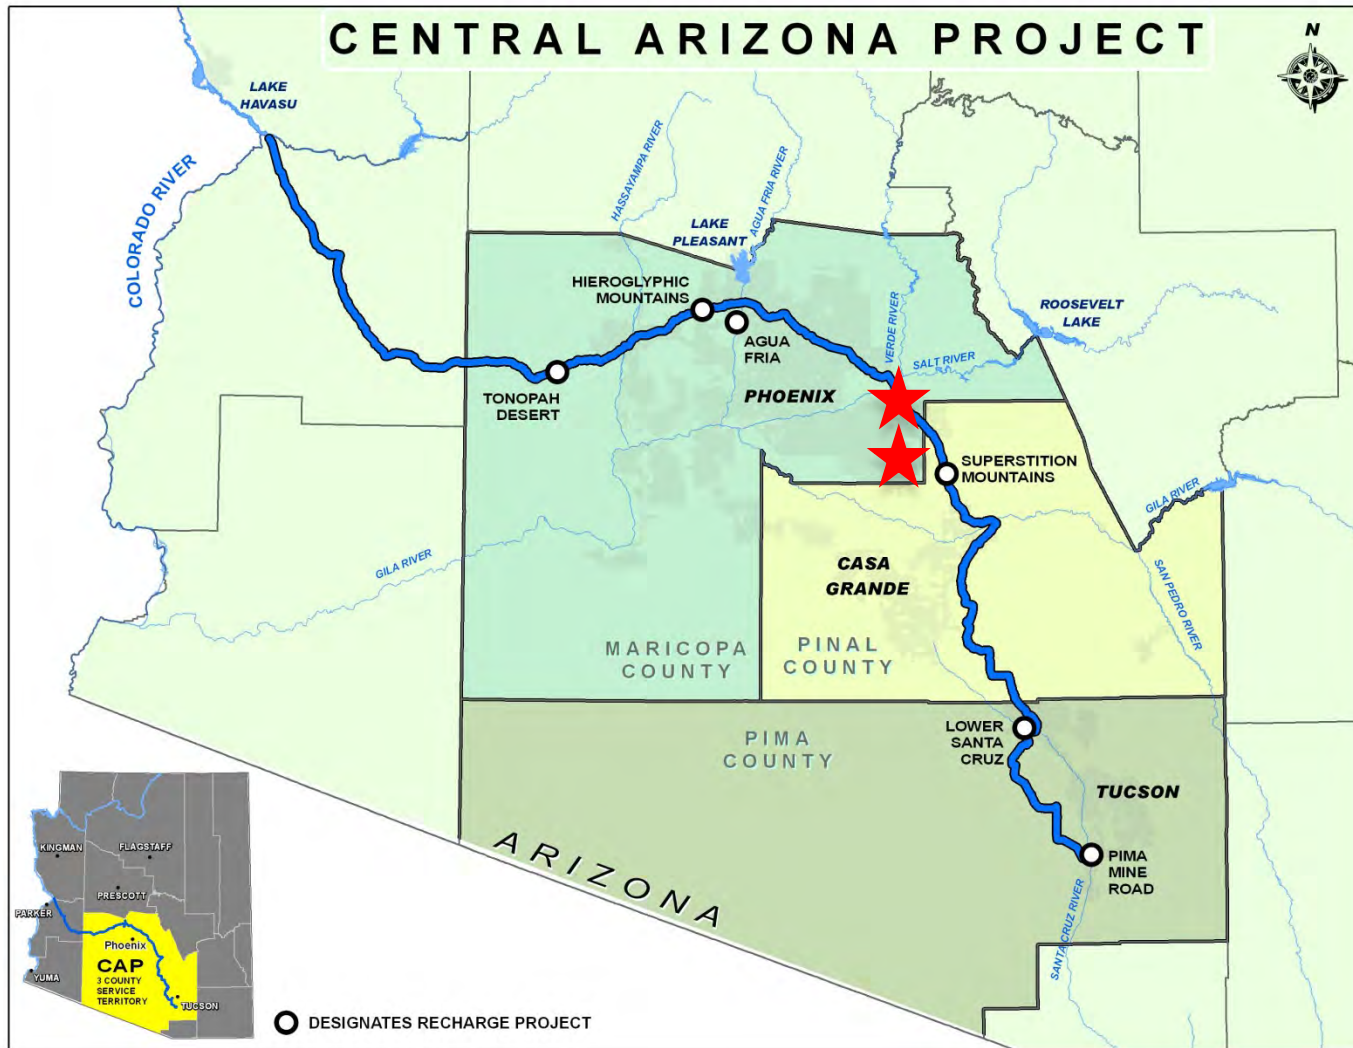 CENTRAL ARIZONA PROJECT
N
LAKE
HAVASU
COLORADO RIVER
HASSAYAMPA RIVER
AGUA FRIA RIVER
LAKE
PLEASANT
HIEROGLYPHIC
MOUNTAINS
AGUA
FRIA
VERDE RIVER
SALT RIVER
ROOSEVELT
LAKE
TONOPAH
DESERT
PHOENIX
SUPERSTITION
MOUNTAINS
GILA RIVER
GILA RIVER
CASA
GRANDE
SAN PEDRO RIVER
MARICOPA
COUNTY
PINAL
COUNTY
PIMA
COUNTY
LOWER
SANTA
CRUZ
TUCSON
PIMA
MINE
ROAD
SANTA CRUZ RIVER
ARIZONA
KINGMAN
FLAGSTAFF
PRESCOTT
PARKER
Phoenix
CAP
3 COUNTY
SERVICE
TERRITORY
YUMA
TUCSON
DESIGNATES RECHARGE PROJECT